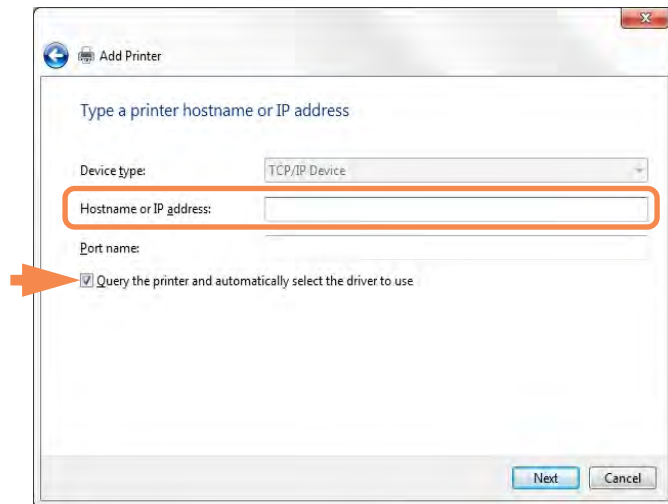 Add Printer
Type a printer hostname or IP address
Device type: TCP/IP Device
Hostname or IP address:
Port name:
Query the printer and automatically select the driver to use
Next Cancel